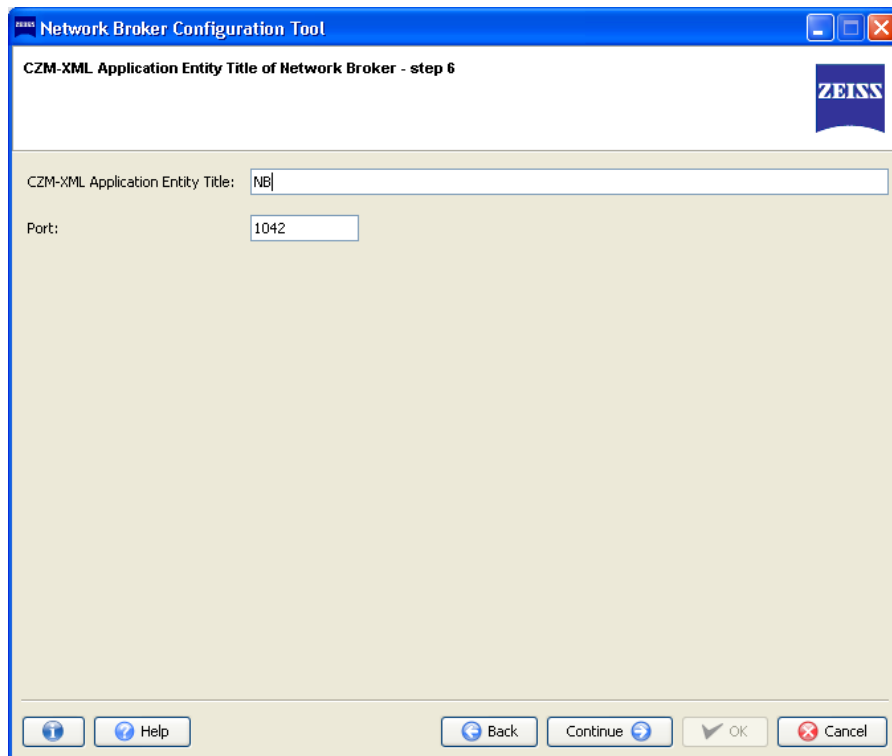 ZEISS Network Broker Configuration Tool
CZM-XML Application Entity Title of Network Broker - step 6
ZEISS
CZM-XML Application Entity Title: NB
Port: 1042
i Help Back Continue OK Cancel